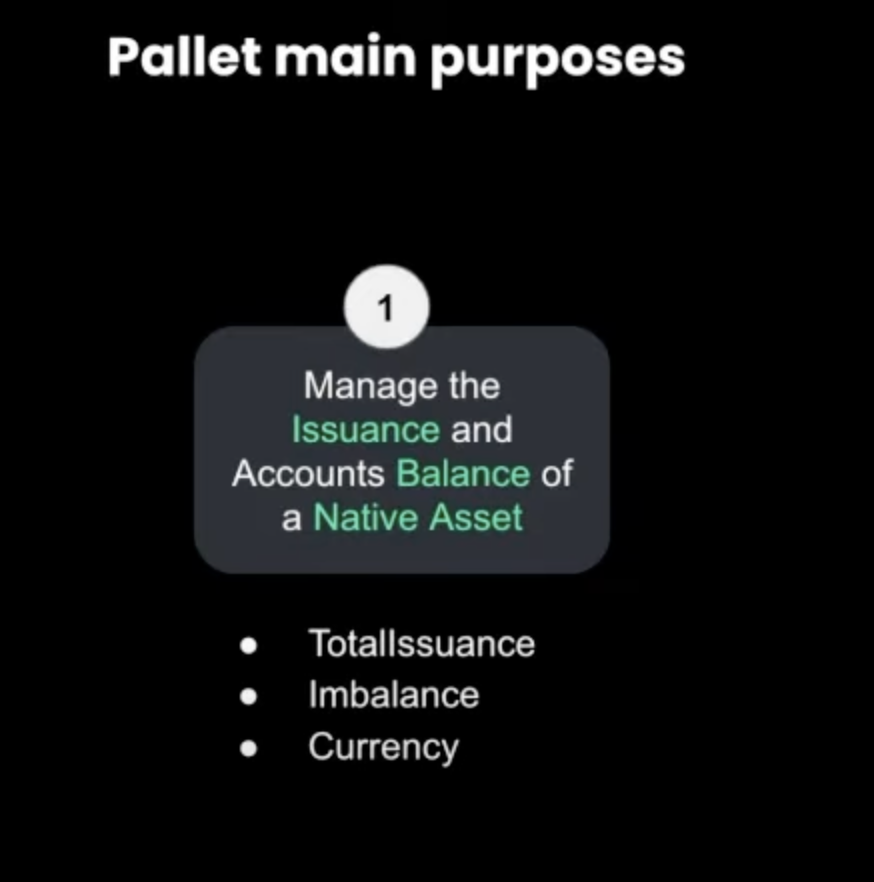 Pallet main purposes
1
Manage the
Issuance and
Accounts Balance of
a Native Asset
● TotalIssuance
● Imbalance
● Currency